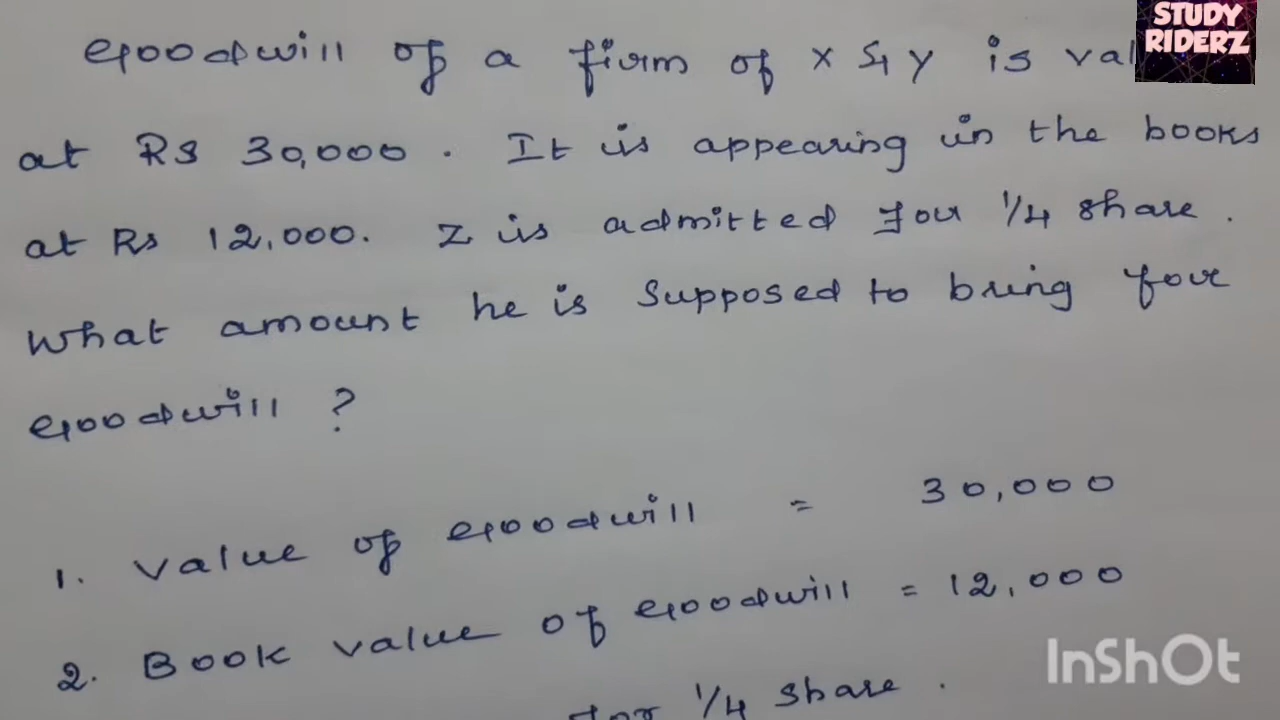 STUDY
RIDERZ
Goodwill of a firm of X & Y is
at Rs 30,000. It is appearing in the books
at Rs 12,000. Z is admitted for 1/4 share.
What amount he is supposed to bring for
Goodwill ?
1. Value of Goodwill = 30,000
2. Book value of Goodwill = 12,000
for 1/4 share.
InShOt